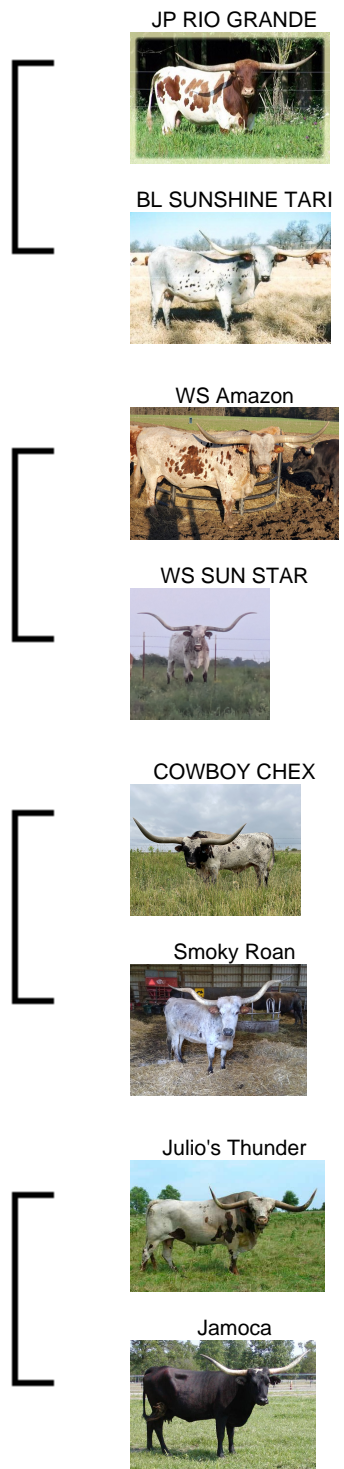 JP RIO GRANDE
BL SUNSHINE TARI
WS Amazon
WS SUN STAR
COWBOY CHEX
Smoky Roan
Julio's Thunder
Jamoca